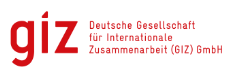 giz
Deutsche Gesellschaft
für Internationale
Zusammenarbeit (GIZ) GmbH